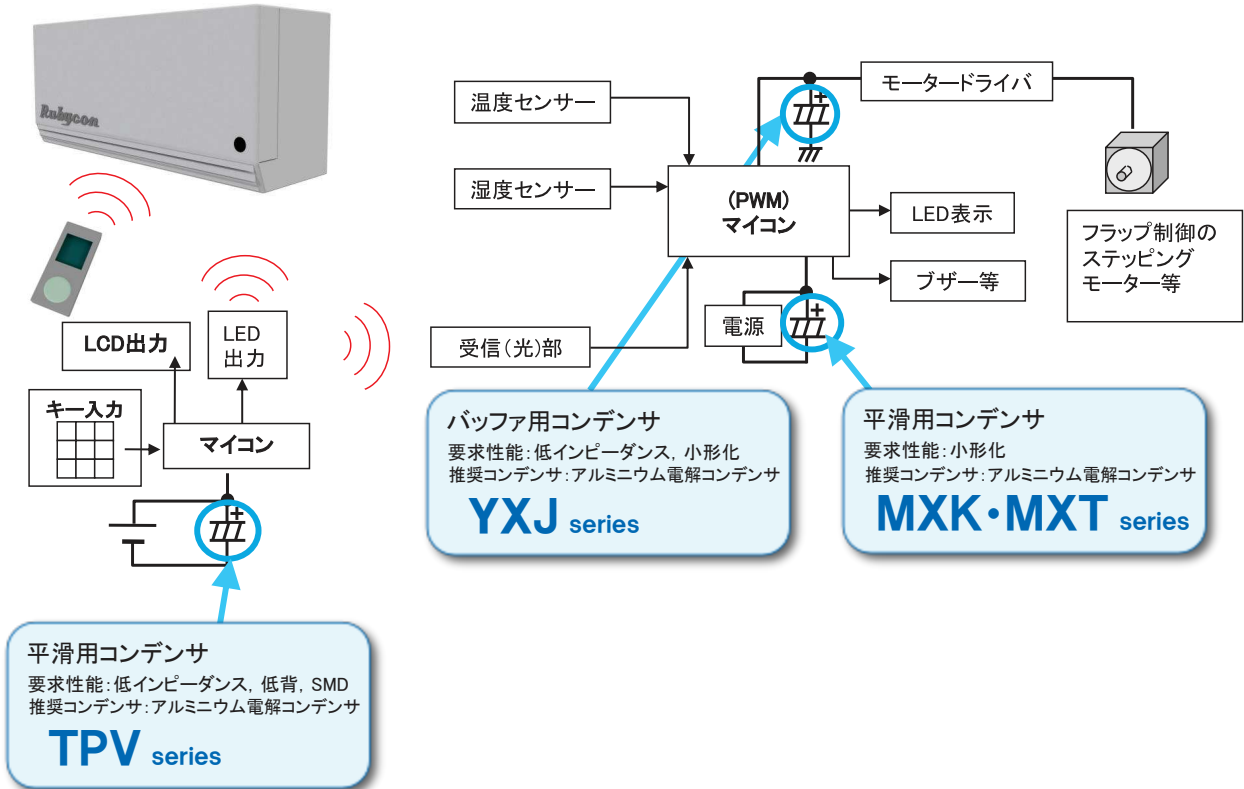 Rubycon
温度センサー
湿度センサー
受信(光)部
(PWM)
マイコン
モータードライバ
LED表示
ブザー等
電源
フラップ制御の
ステッピング
モーター等
LCD出力
LED
出力
キー入力
マイコン
バッファ用コンデンサ
要求性能:低インピーダンス, 小形化
推奨コンデンサ:アルミニウム電解コンデンサ
YXJ series
平滑用コンデンサ
要求性能:小形化
推奨コンデンサ:アルミニウム電解コンデンサ
MXK・MXT series
平滑用コンデンサ
要求性能:低インピーダンス, 低背, SMD
推奨コンデンサ:アルミニウム電解コンデンサ
TPV series